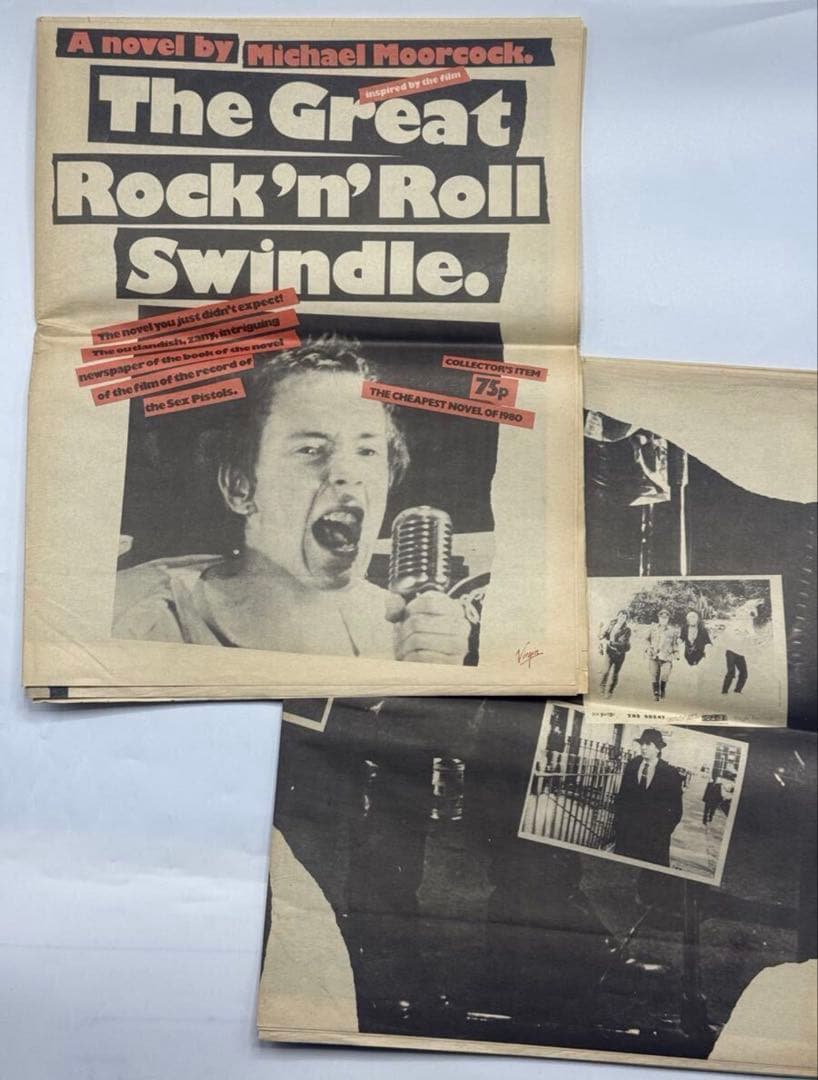 A novel by Michael Moorcock.
inspired by the film
The Great
Rock 'n' Roll
Swindle.
The novel you just didn't expect!
The outlandish, zany, intriguing
newspaper of the book of the novel
of the film of the record of
the Sex Pistols.
COLLECTOR'S ITEM
75p
THE CHEAPEST NOVEL OF 1980
Virgin
THE GREAT